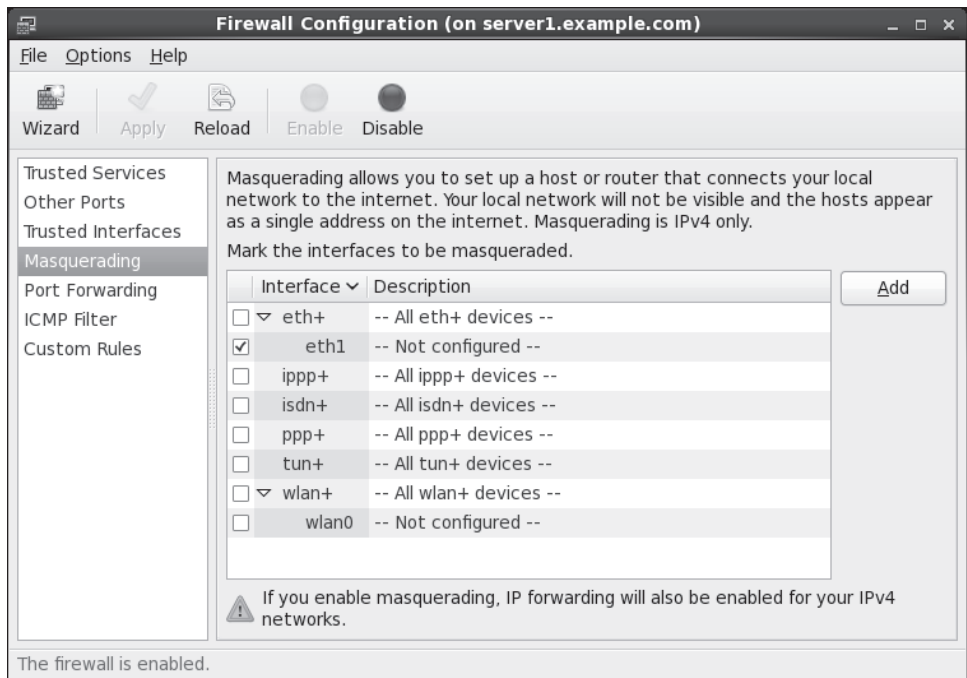 Firewall Configuration (on server1.example.com)
File Options Help
Wizard Apply Reload Enable Disable
Trusted Services
Other Ports
Trusted Interfaces
Masquerading
Port Forwarding
ICMP Filter
Custom Rules
Masquerading allows you to set up a host or router that connects your local
network to the internet. Your local network will not be visible and the hosts appear
as a single address on the internet. Masquerading is IPv4 only.
Mark the interfaces to be masqueraded.
Interface Description
eth+ -- All eth+ devices --
eth1 -- Not configured --
ippp+ -- All ippp+ devices --
isdn+ -- All isdn+ devices --
ppp+ -- All ppp+ devices --
tun+ -- All tun+ devices --
wlan+ -- All wlan+ devices --
wlan0 -- Not configured --
Add
If you enable masquerading, IP forwarding will also be enabled for your IPv4
networks.
The firewall is enabled.